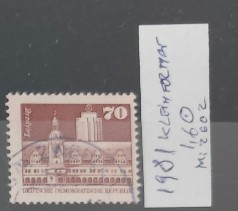 70
Leipzig
DEUTSCHE DEMOKRATISCHE REPUBLIK
1981 KLEINFORMAT
1,60
Mi 2602